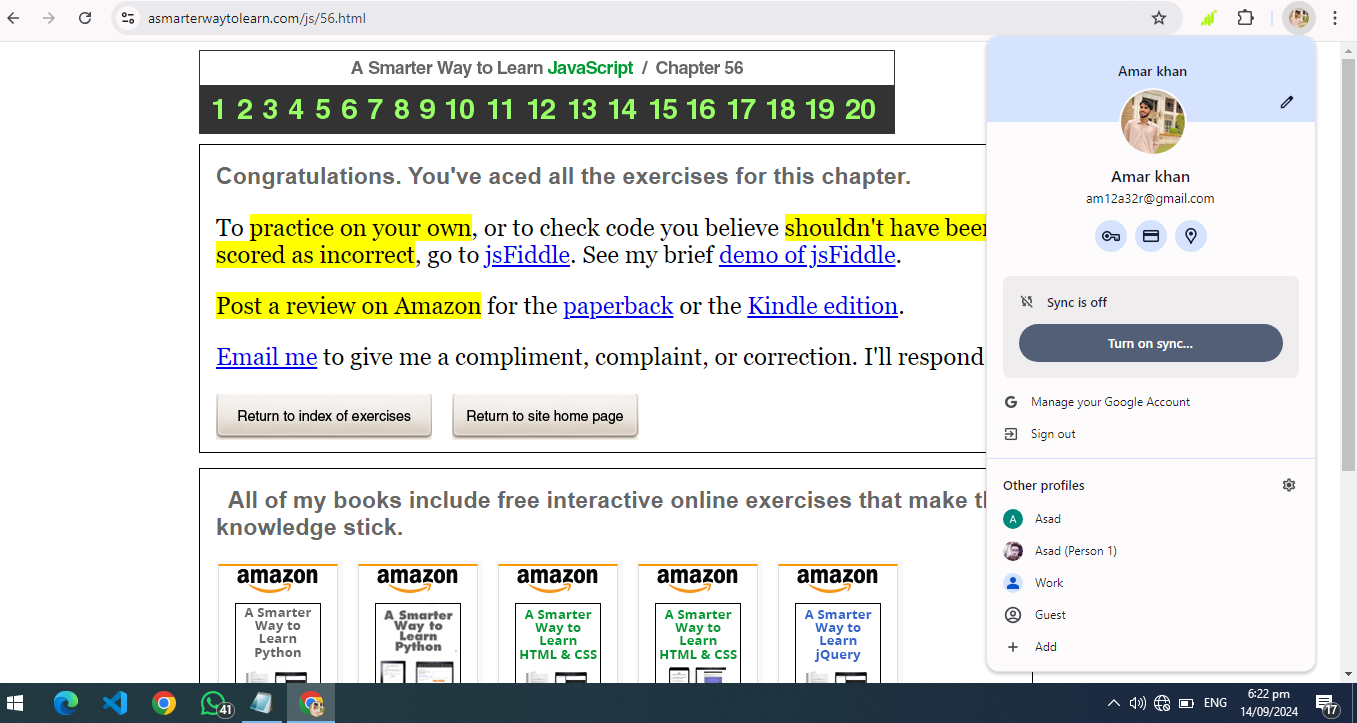 asmarterwaytolearn.com/js/56.html
A Smarter Way to Learn JavaScript / Chapter 56
1 2 3 4 5 6 7 8 9 10 11 12 13 14 15 16 17 18 19 20
Congratulations. You've aced all the exercises for this chapter.
To practice on your own, or to check code you believe shouldn't have been
scored as incorrect, go to jsFiddle. See my brief demo of jsFiddle.
Post a review on Amazon for the paperback or the Kindle edition.
Email me to give me a compliment, complaint, or correction. I'll respond
Return to index of exercises Return to site home page
All of my books include free interactive online exercises that make
knowledge stick.
amazon amazon amazon amazon amazon
A Smarter A Smarter A Smarter A Smarter A Smarter
Way to Way to Way to Way to Way to
Learn Learn Learn Learn Learn
Python Python HTML & CSS HTML & CSS jQuery
Amar khan
Amar khan
am12a32r@gmail.com
Sync is off
Turn on sync...
Manage your Google Account
Sign out
Other profiles
A Asad
Asad (Person 1)
Work
Guest
+ Add
41
ENG
6:22 pm
14/09/2024
17